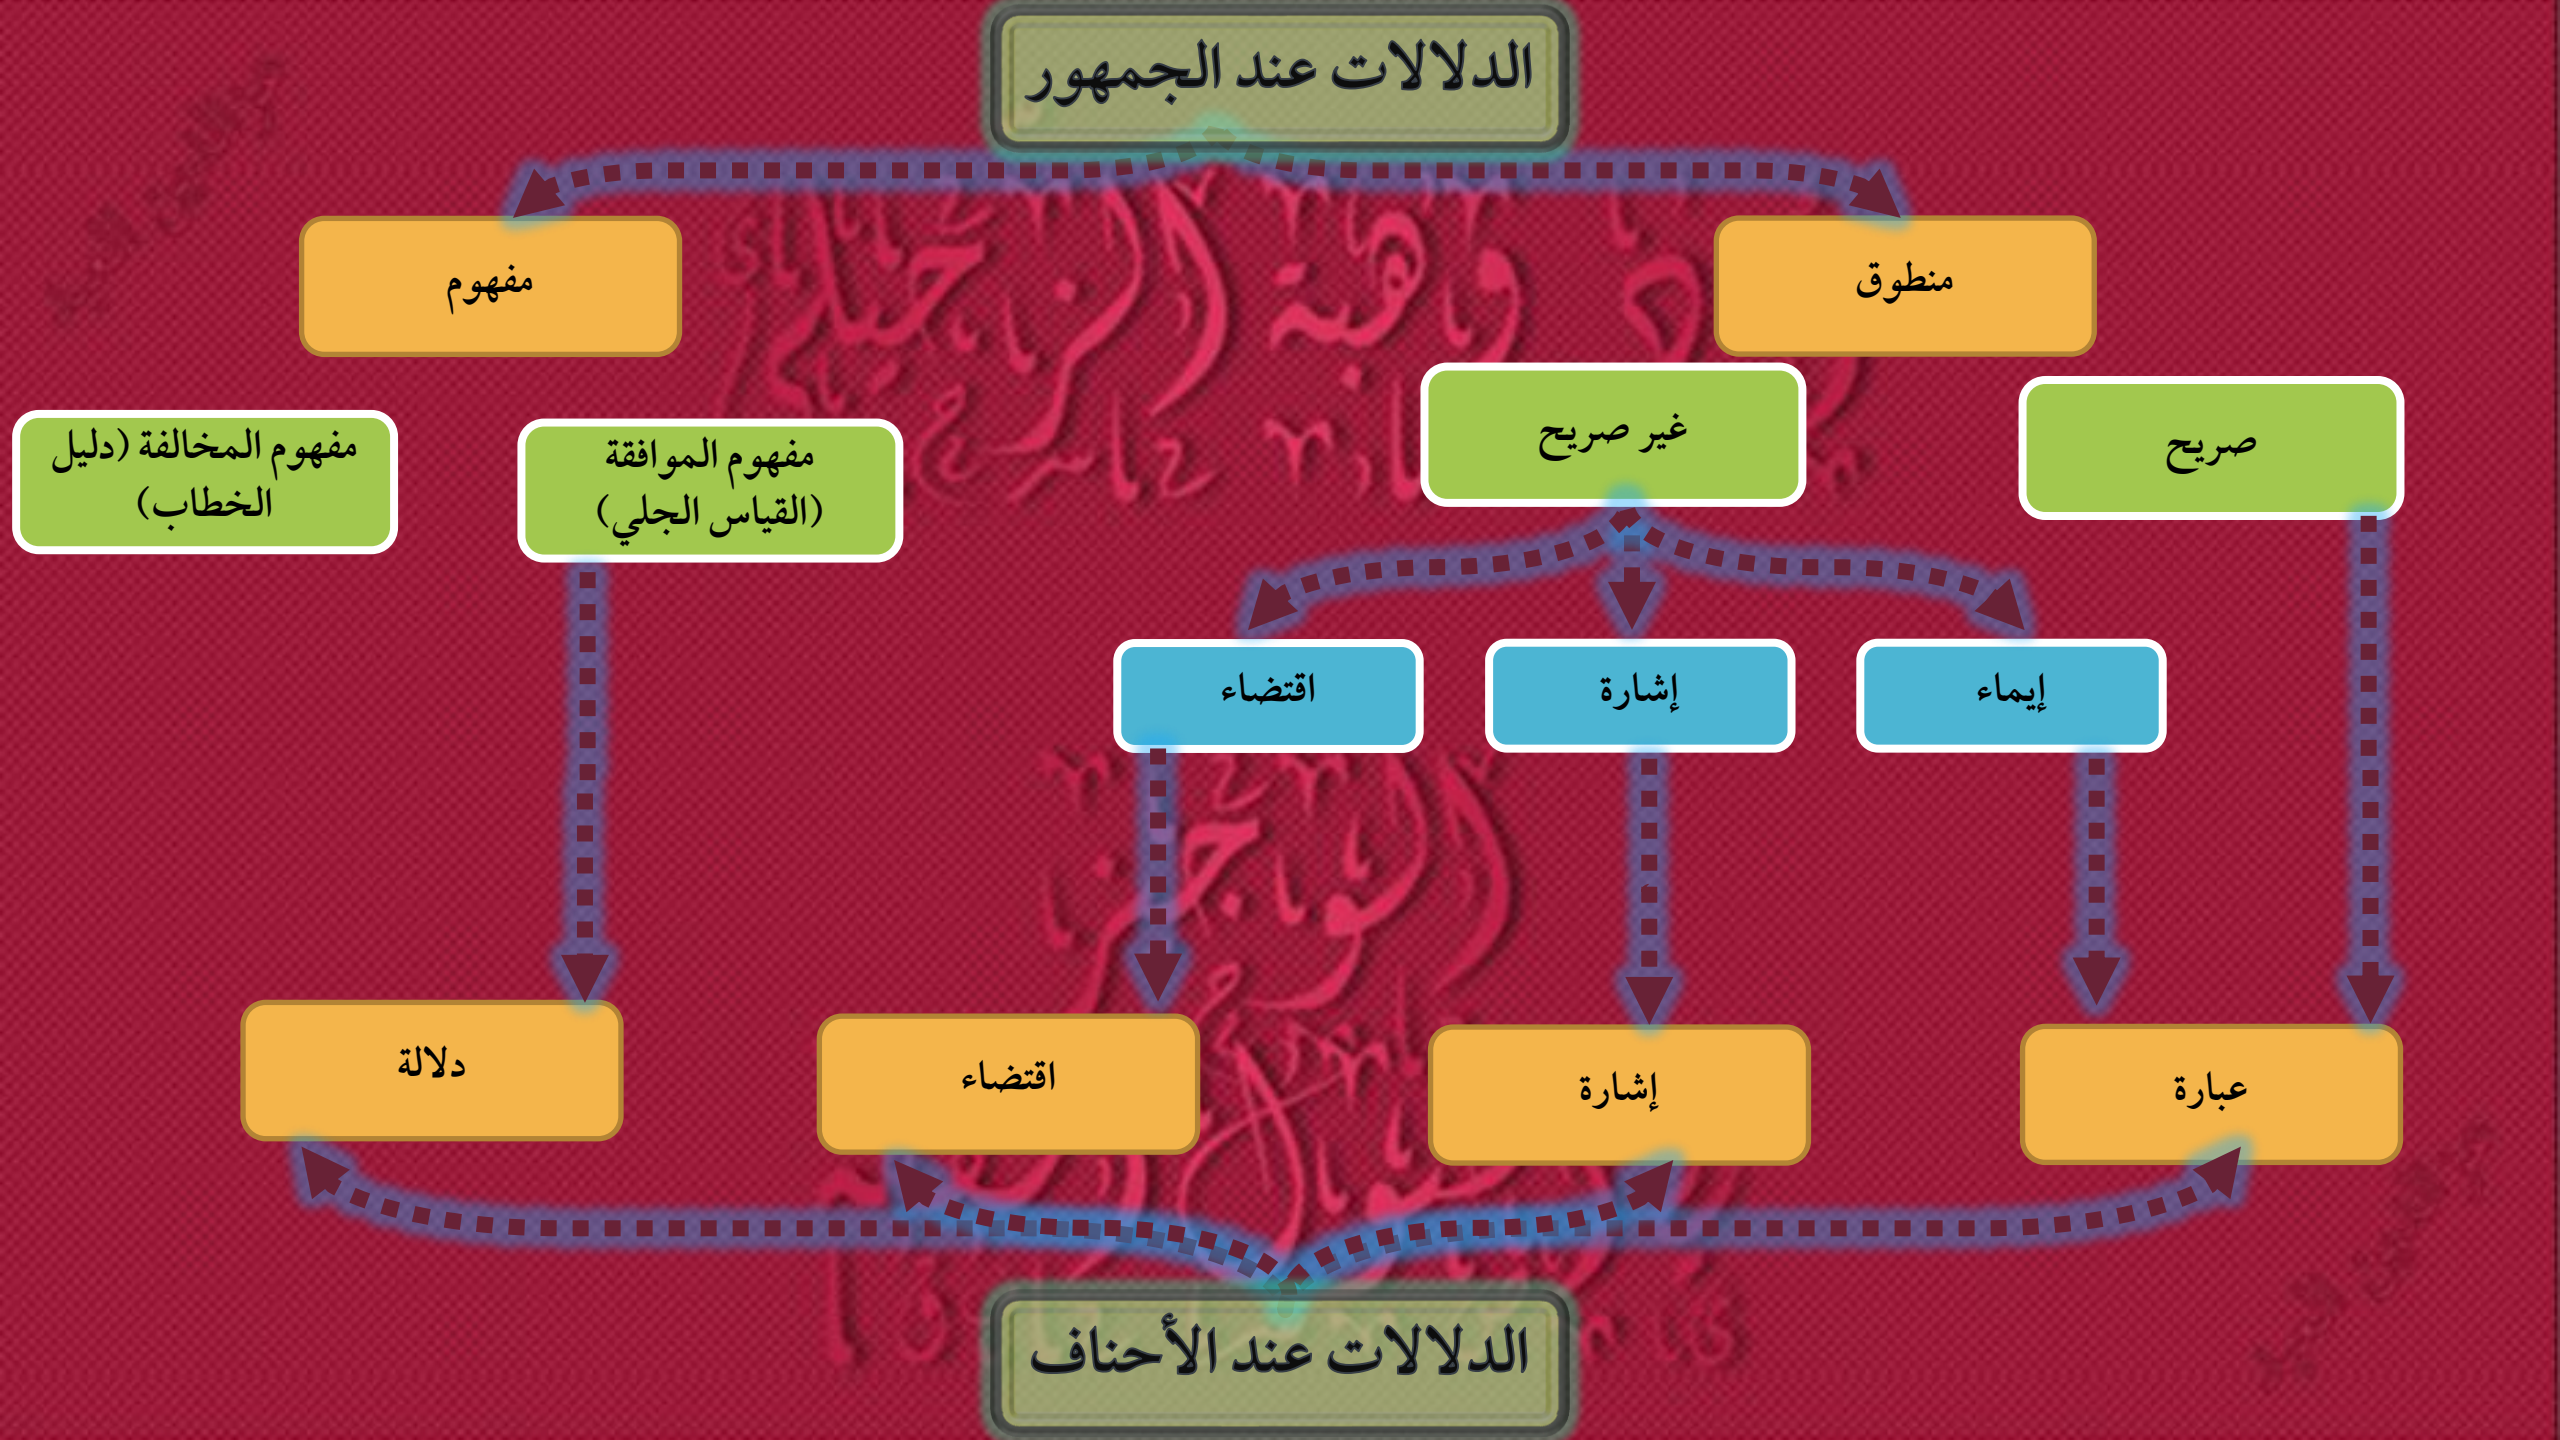 الدلالات عند الجمهور
منطوق
مفهوم
صريح
غير صريح
مفهوم الموافقة
(القياس الجلي)
مفهوم المخالفة (دليل
الخطاب)
إيماء
إشارة
اقتضاء
عبارة
إشارة
اقتضاء
دلالة
الدلالات عند الأحناف